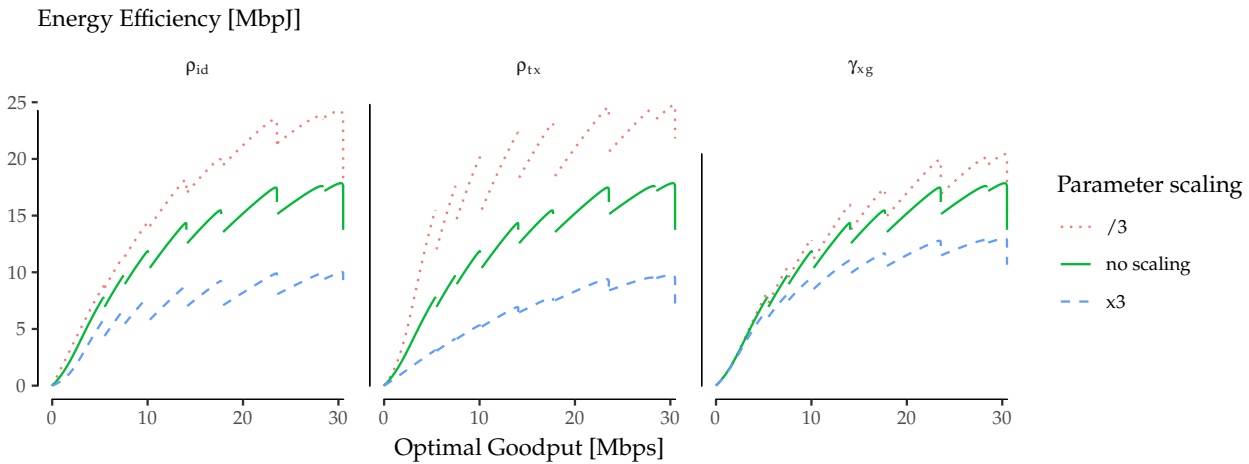 Energy Efficiency [MbpJ]
ρid
ρtx
γxg
25
20
15
10
5
0
0 10 20 30
0 10 20 30
0 10 20 30
Optimal Goodput [Mbps]
Parameter scaling
/3
no scaling
x3